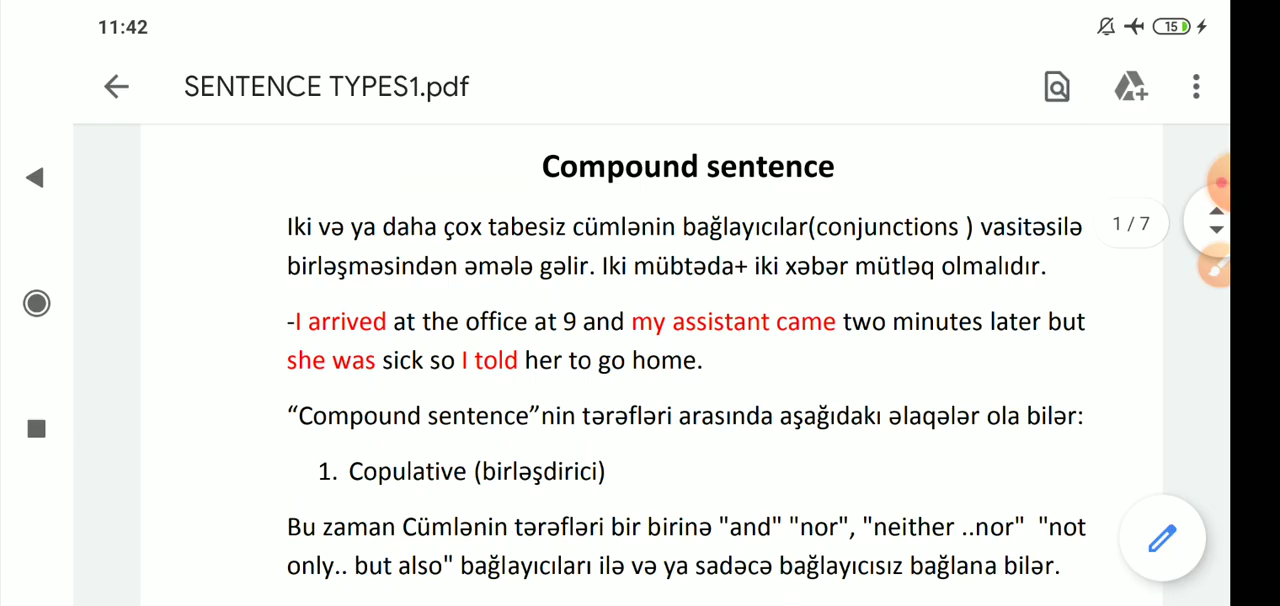 11:42
15
SENTENCE TYPES1.pdf
Compound sentence
Iki və ya daha çox tabesiz cümlənin bağlayıcılar(conjunctions ) vasitəsilə
1 / 7
birləşməsindən əmələ gəlir. Iki mübtəda+ iki xəbər mütləq olmalıdır.
-I arrived at the office at 9 and my assistant came two minutes later but
she was sick so I told her to go home.
“Compound sentence”nin tərəfləri arasında aşağıdakı əlaqələr ola bilər:
1. Copulative (birləşdirici)
Bu zaman Cümlənin tərəfləri bir birinə "and" "nor", "neither ..nor" "not
only.. but also" bağlayıcıları ilə və ya sadəcə bağlayıcısız bağlana bilər.